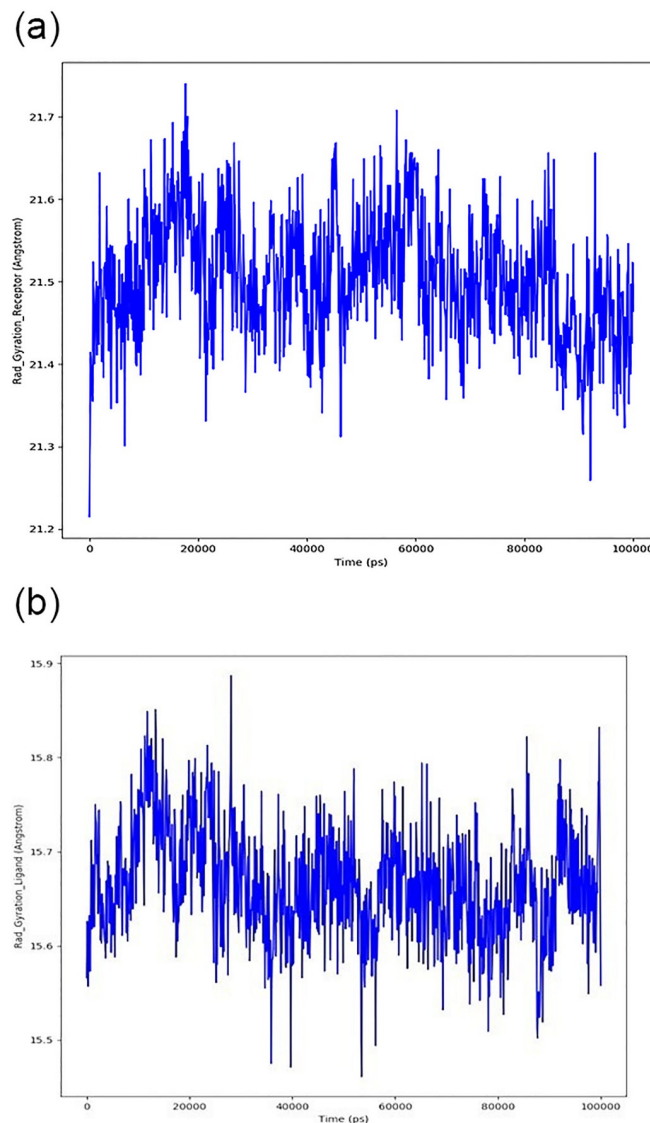 (a)
21.7
21.6
21.5
21.4
21.3
21.2
Rad_Gyration_Receptor (Angstrom)
0 20000 40000 60000 80000 100000
Time (ps)
(b)
15.9
15.8
15.7
15.6
15.5
Rad_Gyration_Ligand (Angstrom)
0 20000 40000 60000 80000 100000
Time (ps)